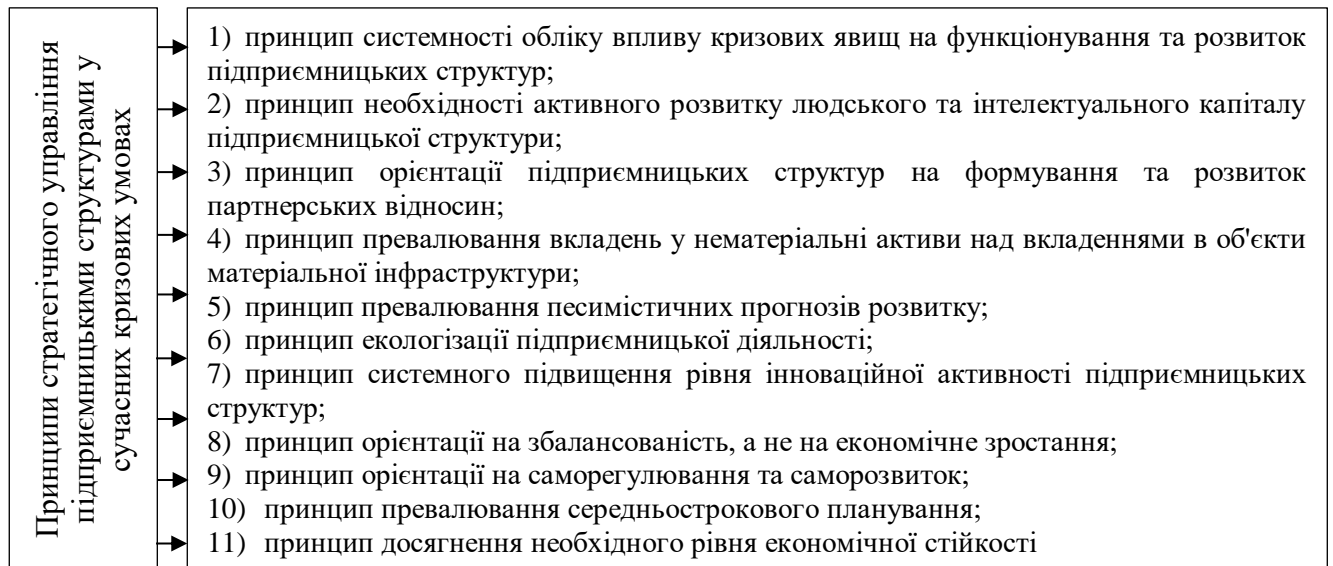 Принципи стратегічного управління
підприємницькими структурами у
сучасних кризових умовах
1) принцип системності обліку впливу кризових явищ на функціонування та розвиток
підприємницьких структур;
2) принцип необхідності активного розвитку людського та інтелектуального капіталу
підприємницької структури;
3) принцип орієнтації підприємницьких структур на формування та розвиток
партнерських відносин;
4) принцип превалювання вкладень у нематеріальні активи над вкладеннями в об'єкти
матеріальної інфраструктури;
5) принцип превалювання песимістичних прогнозів розвитку;
6) принцип екологізації підприємницької діяльності;
7) принцип системного підвищення рівня інноваційної активності підприємницьких
структур;
8) принцип орієнтації на збалансованість, а не на економічне зростання;
9) принцип орієнтації на саморегулювання та саморозвиток;
10) принцип превалювання середньострокового планування;
11) принцип досягнення необхідного рівня економічної стійкості